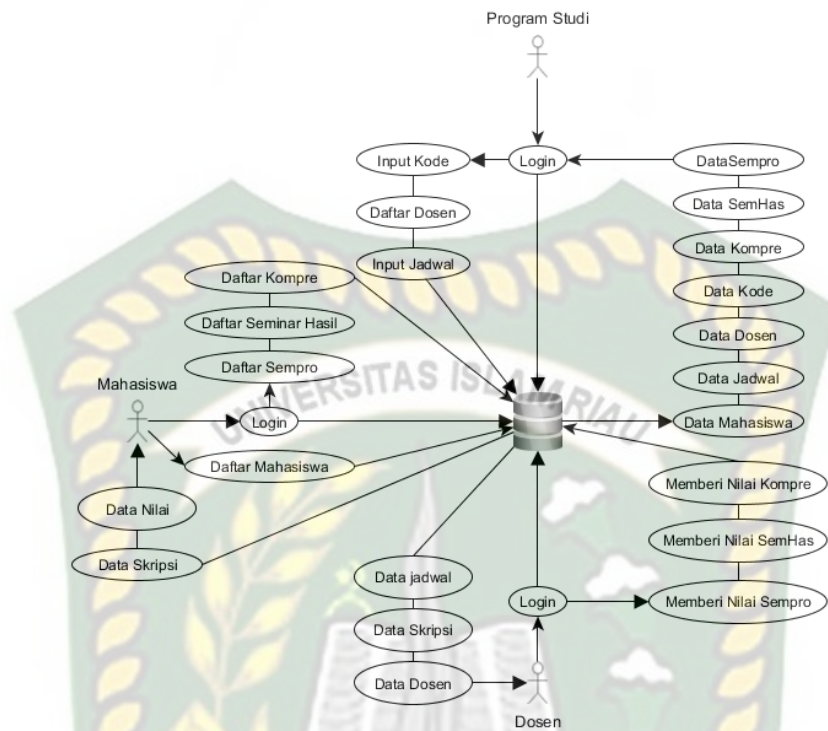 Program Studi
Input Kode
Login
DataSempro
Daftar Dosen
Data SemHas
Input Jadwal
Data Kompre
Daftar Kompre
Data Kode
Daftar Seminar Hasil
Data Dosen
Daftar Sempro
Data Jadwal
Mahasiswa
Login
Data Mahasiswa
UNIVERSITAS ISLAM RIAU
Daftar Mahasiswa
Memberi Nilai Kompre
Data Nilai
Memberi Nilai SemHas
Data Skripsi
Data jadwal
Login
Memberi Nilai Sempro
Data Skripsi
Data Dosen
Dosen